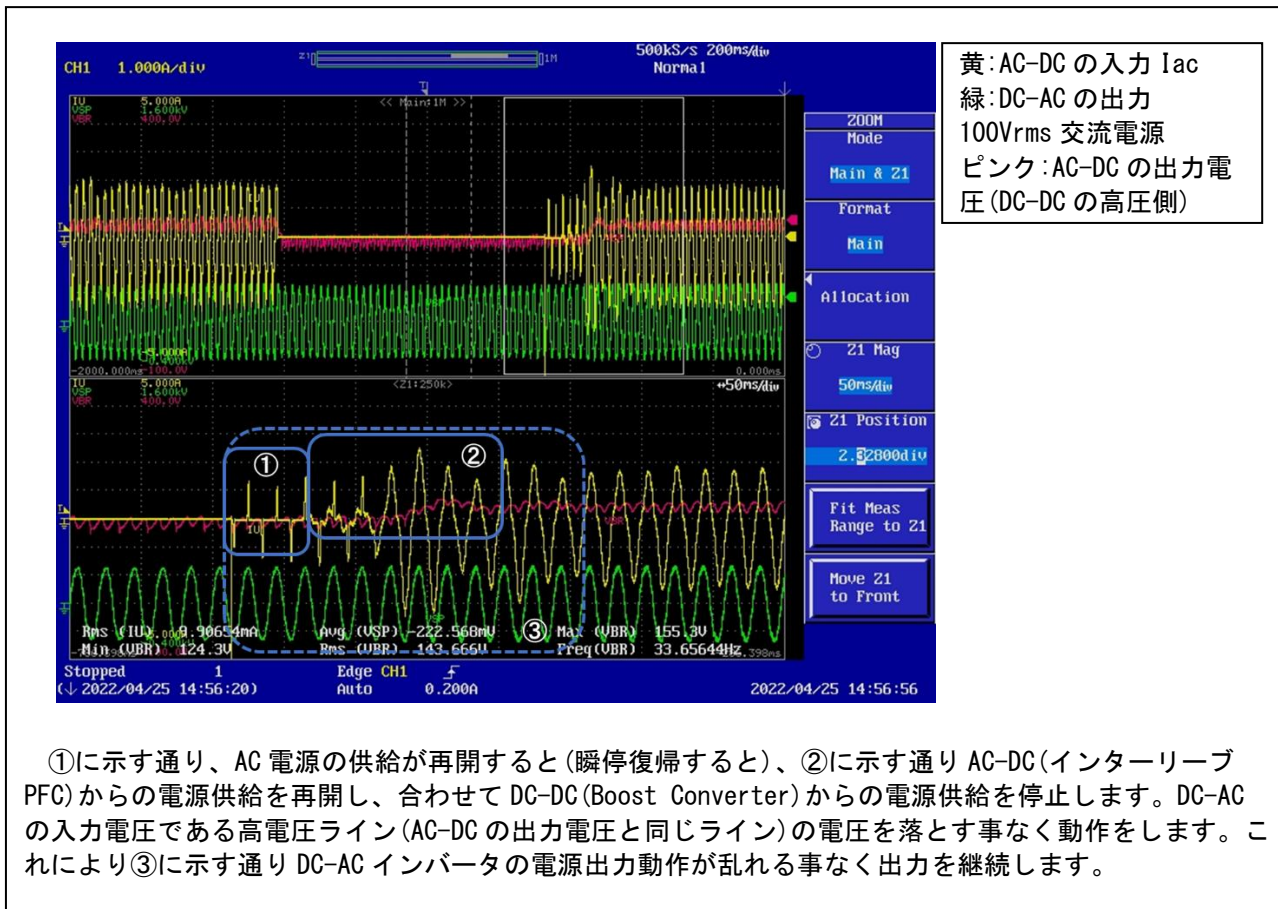 CH1 1.000A/div
Z1
1M
500kS/s 200ms/div
Normal
黄:AC-DC の入力 Iac
緑:DC-AC の出力
100Vrms 交流電源
ピンク:AC-DC の出力電
圧(DC-DC の高圧側)
IU 5.000A
VSP 1.600kV
VBR 400.0V
<< Main:1M >>
-2000.000ms
-100.0V
0.000ms
ZOOM
Mode
Main & Z1
Format
Main
Allocation
Z1 Mag
50ms/div
Z1 Position
2.32800div
Fit Meas
Range to Z1
Move Z1
to Front
IU 5.000A
VSP 1.600kV
VBR 400.0V
<Z1:250k>
↔50ms/div
①
②
IU
VBR
VSP
③
Rms (IU) Avg (VSP) -222.568mV Max (VBR) 155.3V
Min (VBR) 124.3V Rms (VBR) 143.666V Freq(VBR) 33.65644Hz
Stopped 1 Edge CH1
(↓ 2022/04/25 14:56:20) Auto 0.200A 2022/04/25 14:56:56
①に示す通り、AC 電源の供給が再開すると(瞬停復帰すると)、②に示す通り AC-DC(インターリーブ
PFC)からの電源供給を再開し、合わせて DC-DC(Boost Converter)からの電源供給を停止します。DC-AC
の入力電圧である高電圧ライン(AC-DC の出力電圧と同じライン)の電圧を落とす事なく動作をします。こ
れにより③に示す通り DC-AC インバータの電源出力動作が乱れる事なく出力を継続します。